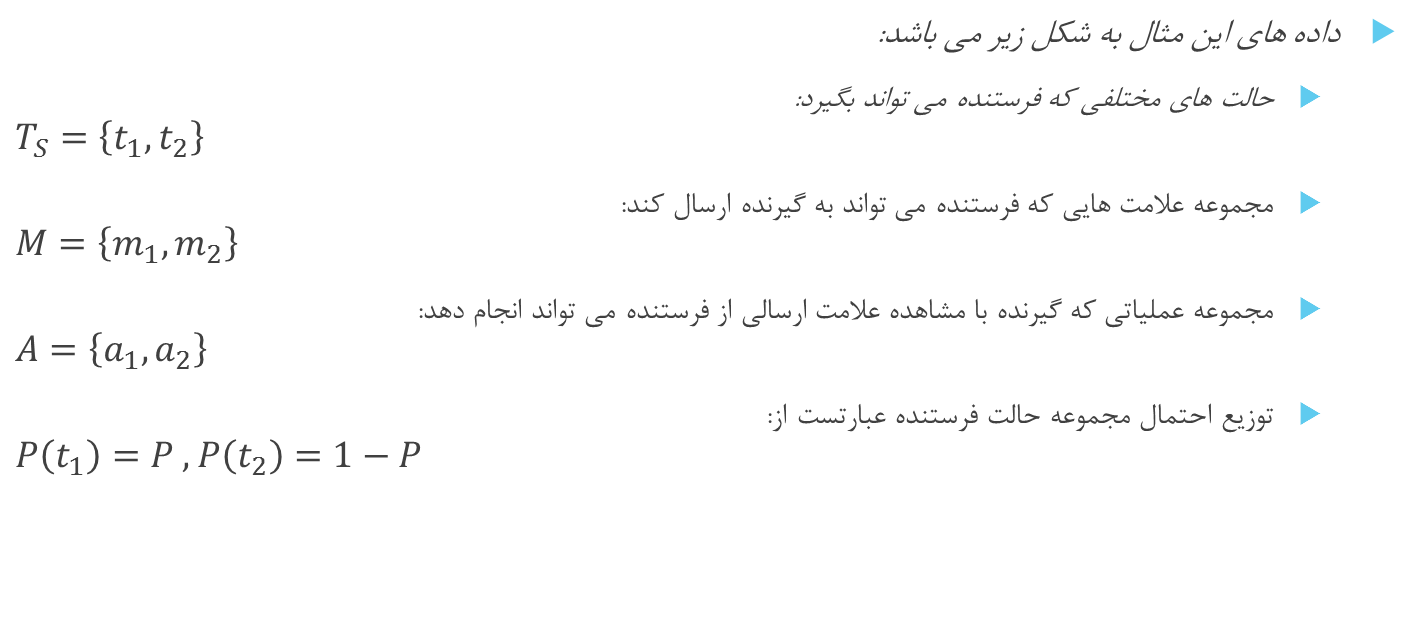 داده های این مثال به شکل زیر می باشد:
حالت های مختلفی که فرستنده می تواند بگیرد:
T_S = {t_1, t_2}
مجموعه علامت هایی که فرستنده می تواند به گیرنده ارسال کند:
M = {m_1, m_2}
مجموعه عملیاتی که گیرنده با مشاهده علامت ارسالی از فرستنده می تواند انجام دهد:
A = {a_1, a_2}
توزیع احتمال مجموعه حالت فرستنده عبارتست از:
P(t_1) = P , P(t_2) = 1 − P